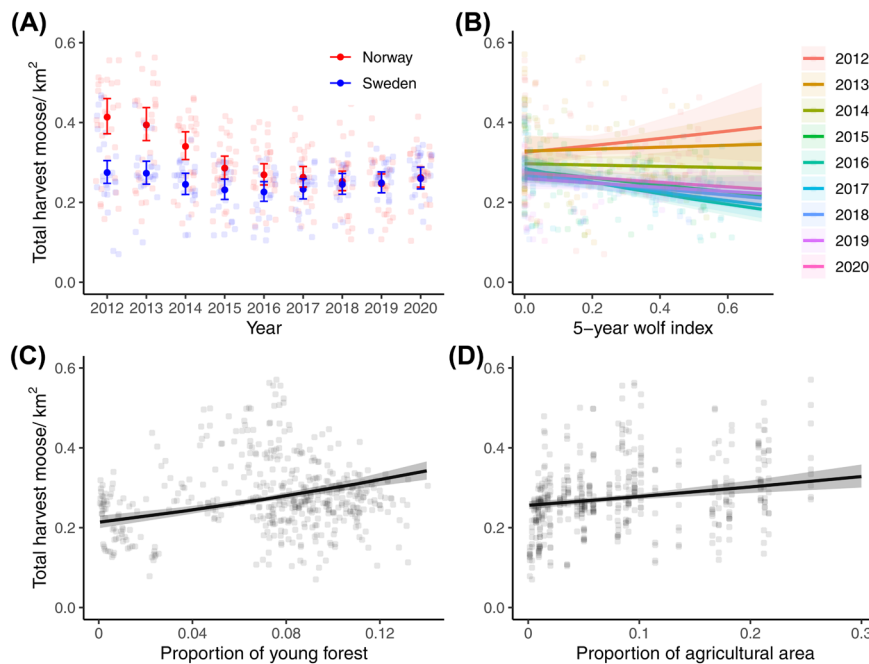 (A)
Total harvest moose/ km²
0.6
0.4
0.2
0.0
Norway
Sweden
2012 2013 2014 2015 2016 2017 2018 2019 2020
Year
(B)
0.6
0.4
0.2
0.0
0.0 0.2 0.4 0.6
5-year wolf index
2012
2013
2014
2015
2016
2017
2018
2019
2020
(C)
Total harvest moose/ km²
0.6
0.4
0.2
0.0
0 0.04 0.08 0.12
Proportion of young forest
(D)
0.6
0.4
0.2
0.0
0 0.1 0.2 0.3
Proportion of agricultural area